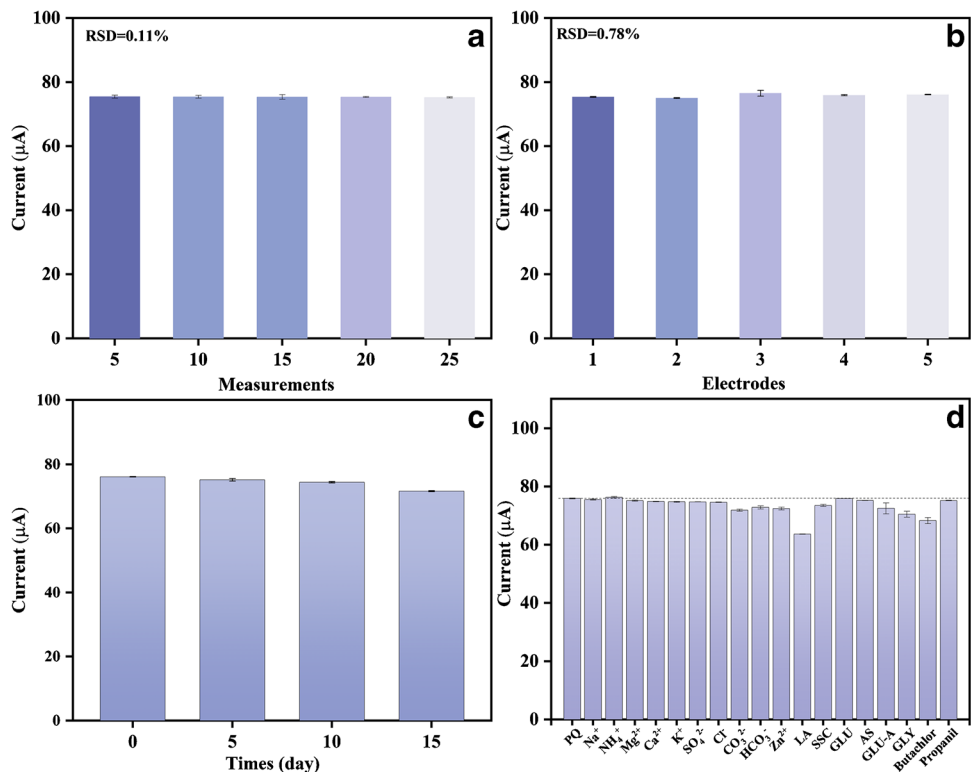 a
RSD=0.11%
100
80
60
40
20
0
Current (μA)
5 10 15 20 25
Measurements
b
RSD=0.78%
100
80
60
40
20
0
Current (μA)
1 2 3 4 5
Electrodes
c
100
80
60
40
20
0
Current (μA)
0 5 10 15
Times (day)
d
100
80
60
40
20
0
Current (μA)
PQ Na⁺ NH₄⁺ Mg²⁺ Ca²⁺ K⁺ SO₄²⁻ Cl⁻ CO₃²⁻ HCO₃⁻ Zn²⁺ LA SSC GLU AS GLU-A GLY Butachlor Propanil